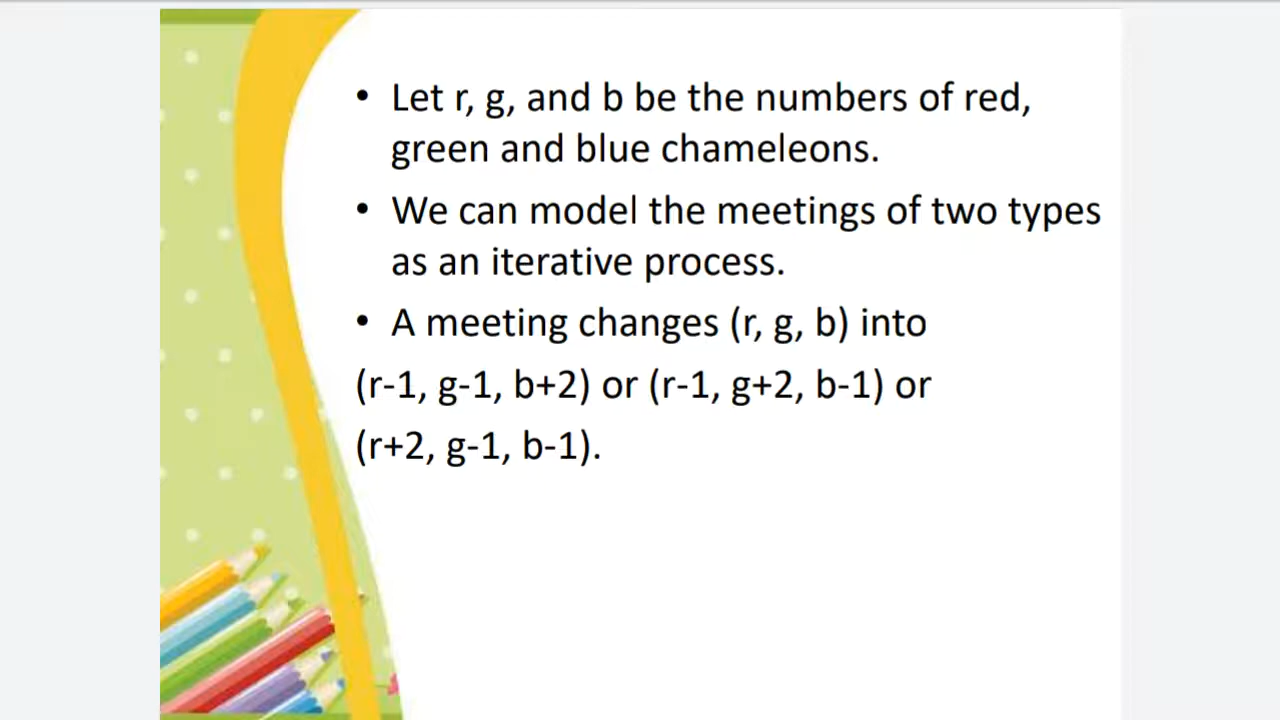 • Let r, g, and b be the numbers of red,
green and blue chameleons.
• We can model the meetings of two types
as an iterative process.
• A meeting changes (r, g, b) into
(r-1, g-1, b+2) or (r-1, g+2, b-1) or
(r+2, g-1, b-1).